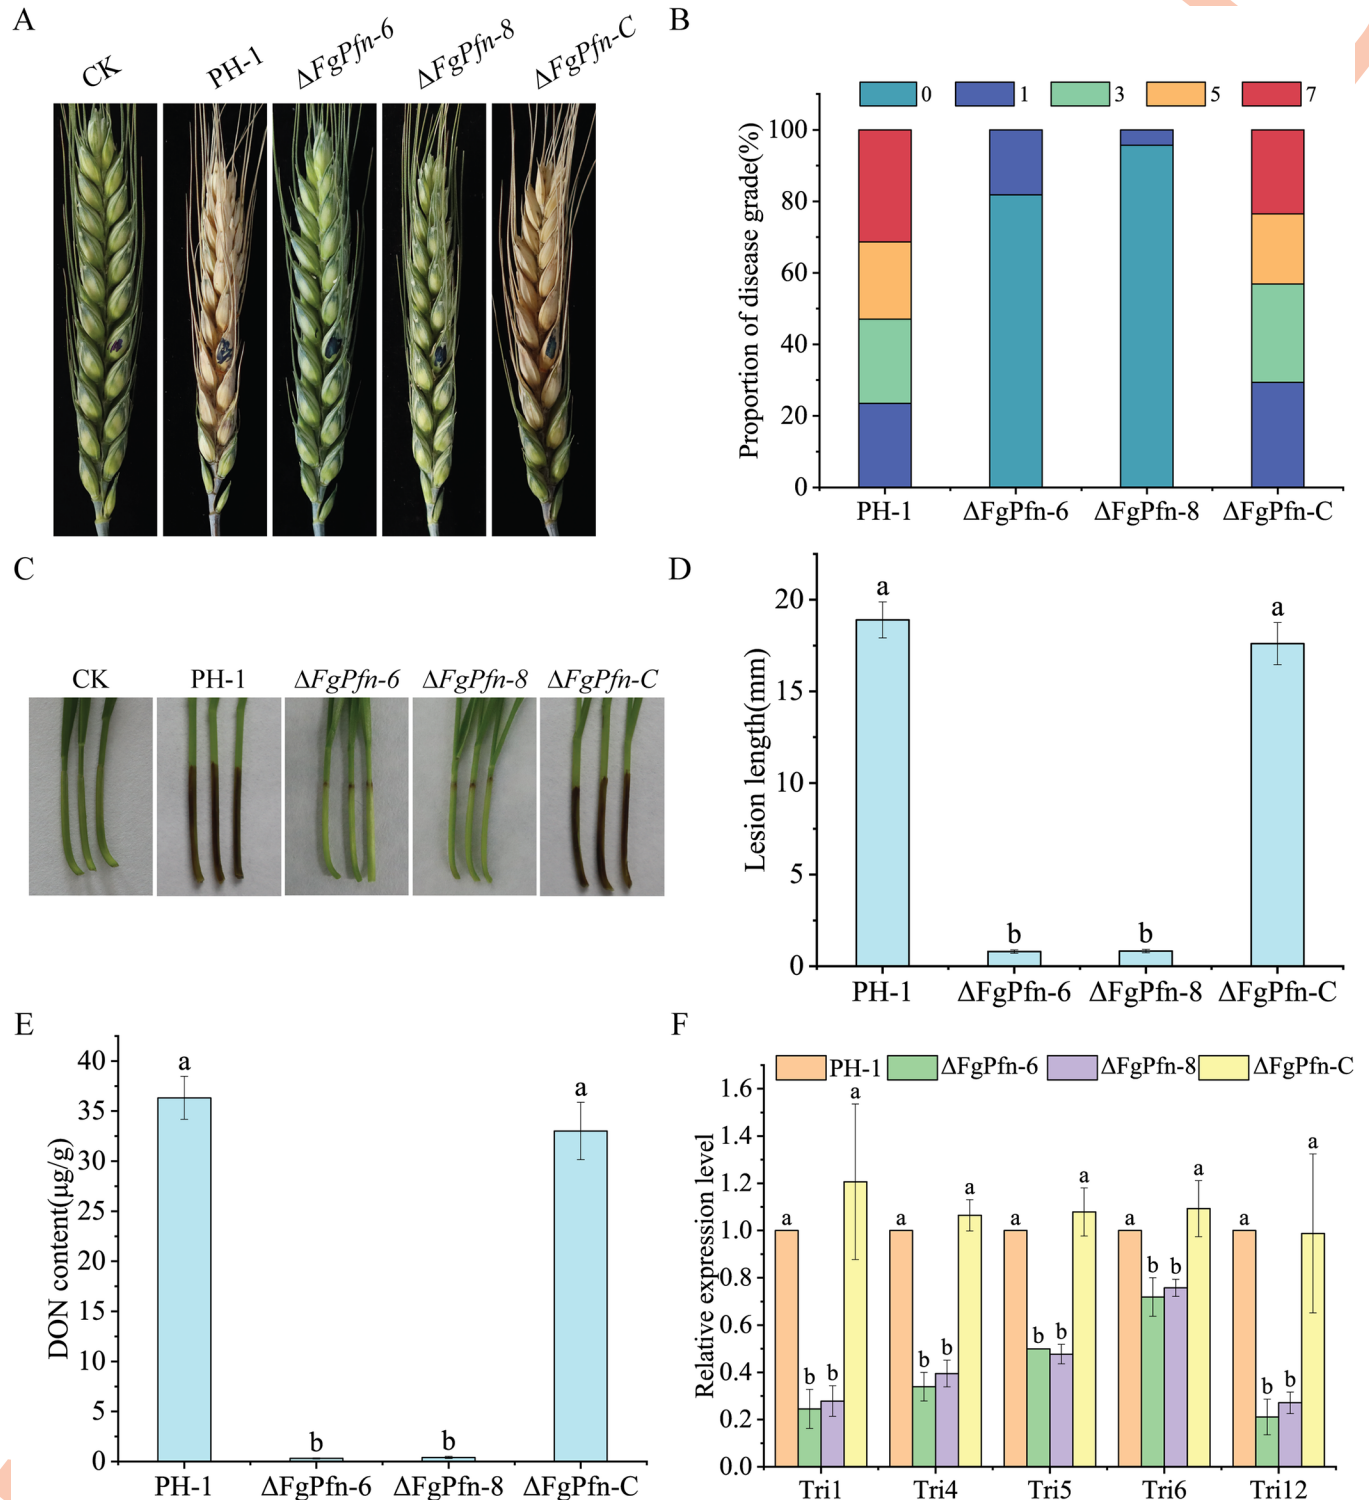 A
CK
PH-1
ΔFgPfn-6
ΔFgPfn-8
ΔFgPfn-C
B
0 1 3 5 7
Proportion of disease grade(%)
100
80
60
40
20
0
PH-1 ΔFgPfn-6 ΔFgPfn-8 ΔFgPfn-C
C
CK PH-1 ΔFgPfn-6 ΔFgPfn-8 ΔFgPfn-C
D
Lesion length(mm)
20
15
10
5
0
a b b a
PH-1 ΔFgPfn-6 ΔFgPfn-8 ΔFgPfn-C
E
DON content(μg/g)
40
35
30
25
20
15
10
5
0
a b b a
PH-1 ΔFgPfn-6 ΔFgPfn-8 ΔFgPfn-C
F
PH-1 ΔFgPfn-6 ΔFgPfn-8 ΔFgPfn-C
Relative expression level
1.6
1.4
1.2
1.0
0.8
0.6
0.4
0.2
0.0
a b b a
a b b a
a b b a
a b b a
a b b a
Tri1 Tri4 Tri5 Tri6 Tri12